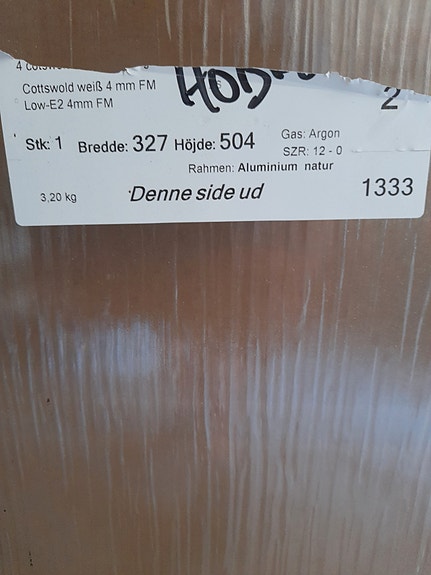 Cottswold weiß 4 mm FM
2
Low-E2 4mm FM
Stk: 1 Bredde: 327 Höjde: 504 Gas: Argon
SZR: 12 - 0
Rahmen: Aluminium natur
3,20 kg Denne side ud 1333